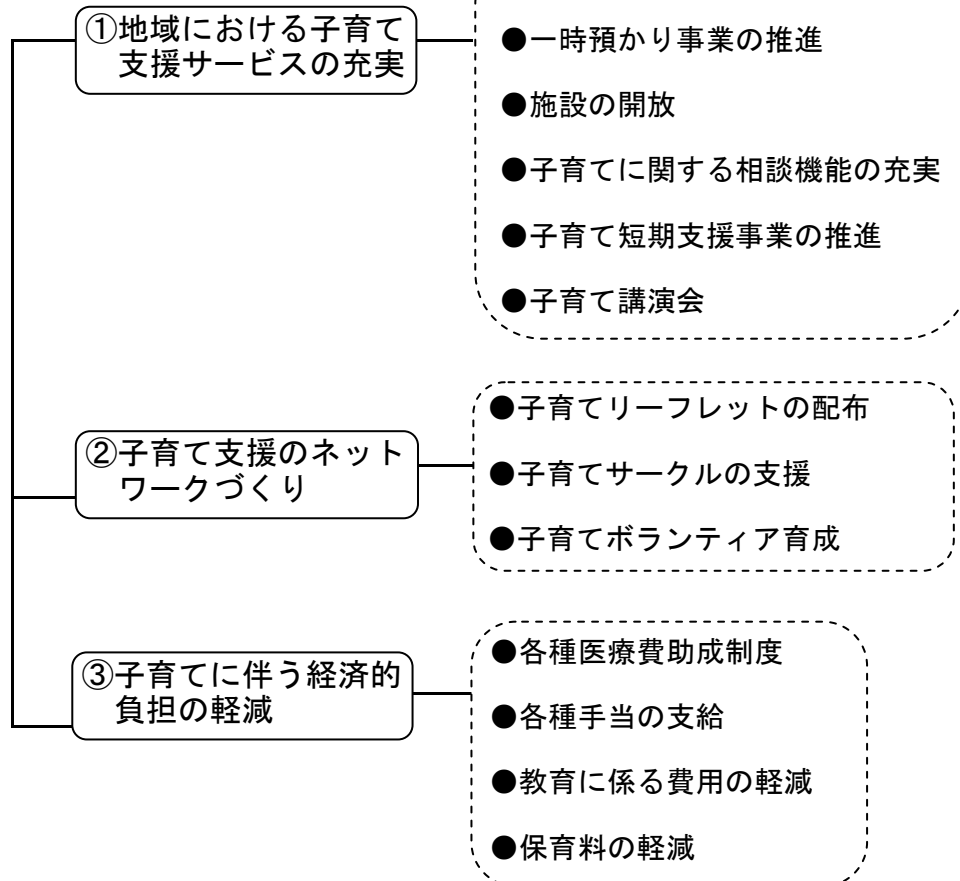 ①地域における子育て
支援サービスの充実
●一時預かり事業の推進
●施設の開放
●子育てに関する相談機能の充実
●子育て短期支援事業の推進
●子育て講演会
②子育て支援のネット
ワークづくり
●子育てリーフレットの配布
●子育てサークルの支援
●子育てボランティア育成
③子育てに伴う経済的
負担の軽減
●各種医療費助成制度
●各種手当の支給
●教育に係る費用の軽減
●保育料の軽減